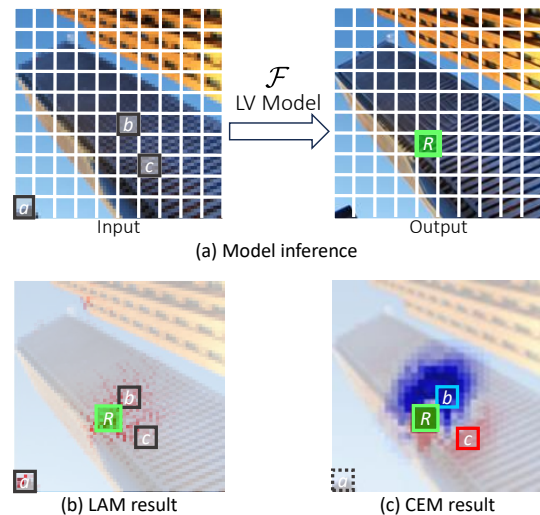 F
LV Model
b
c
a
R
Input
Output
(a) Model inference
b
R
c
a
b
R
c
a
(b) LAM result
(c) CEM result